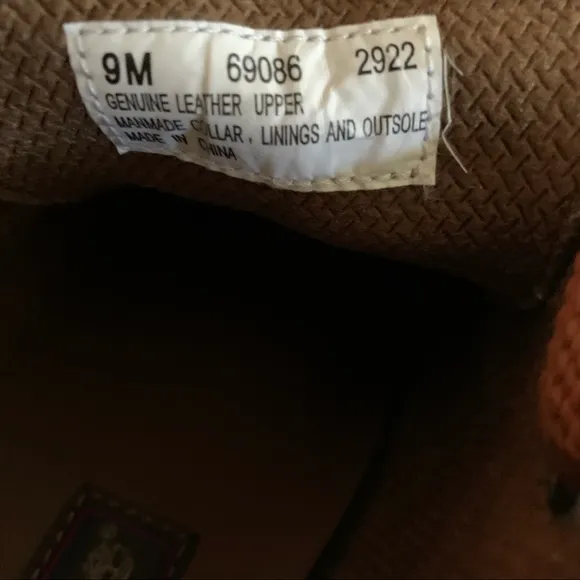 9M 69086 2922
GENUINE LEATHER UPPER
MANMADE COLLAR, LININGS AND OUTSOLE
MADE IN CHINA